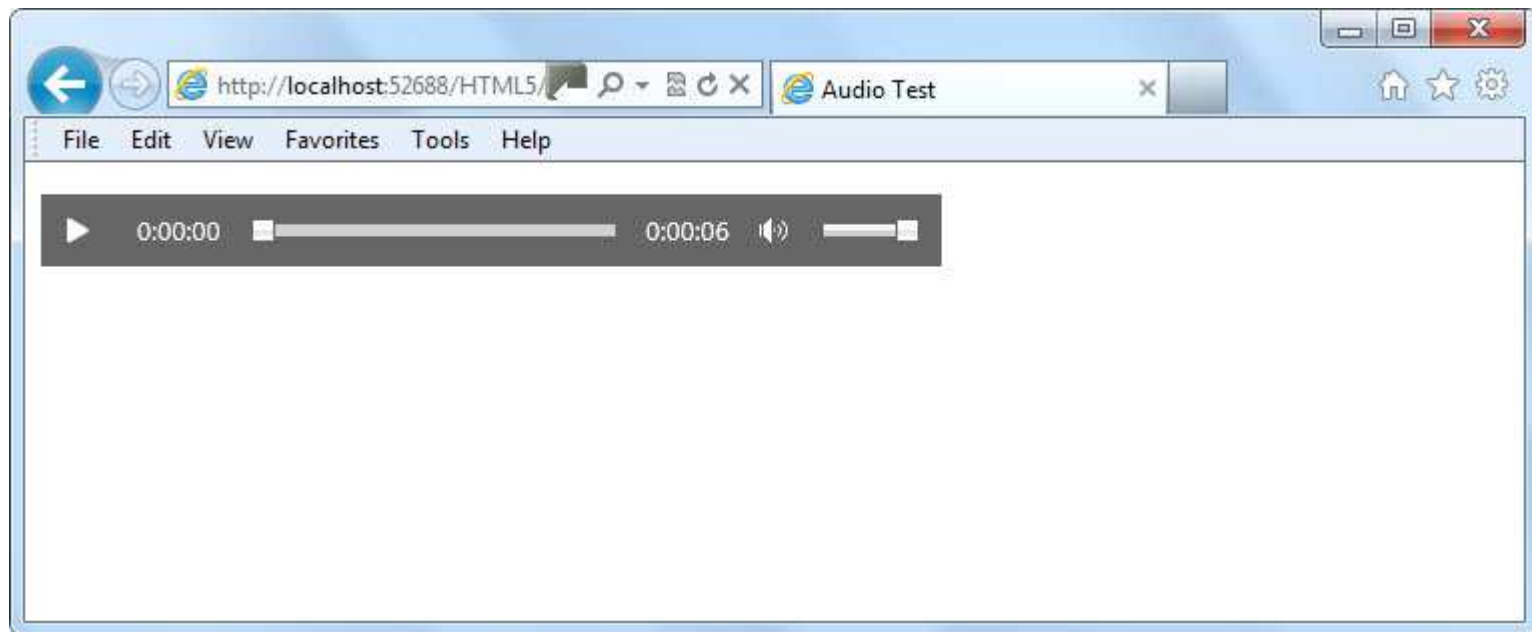 http://localhost:52688/HTML5/
Audio Test
File Edit View Favorites Tools Help
0:00:00 0:00:06